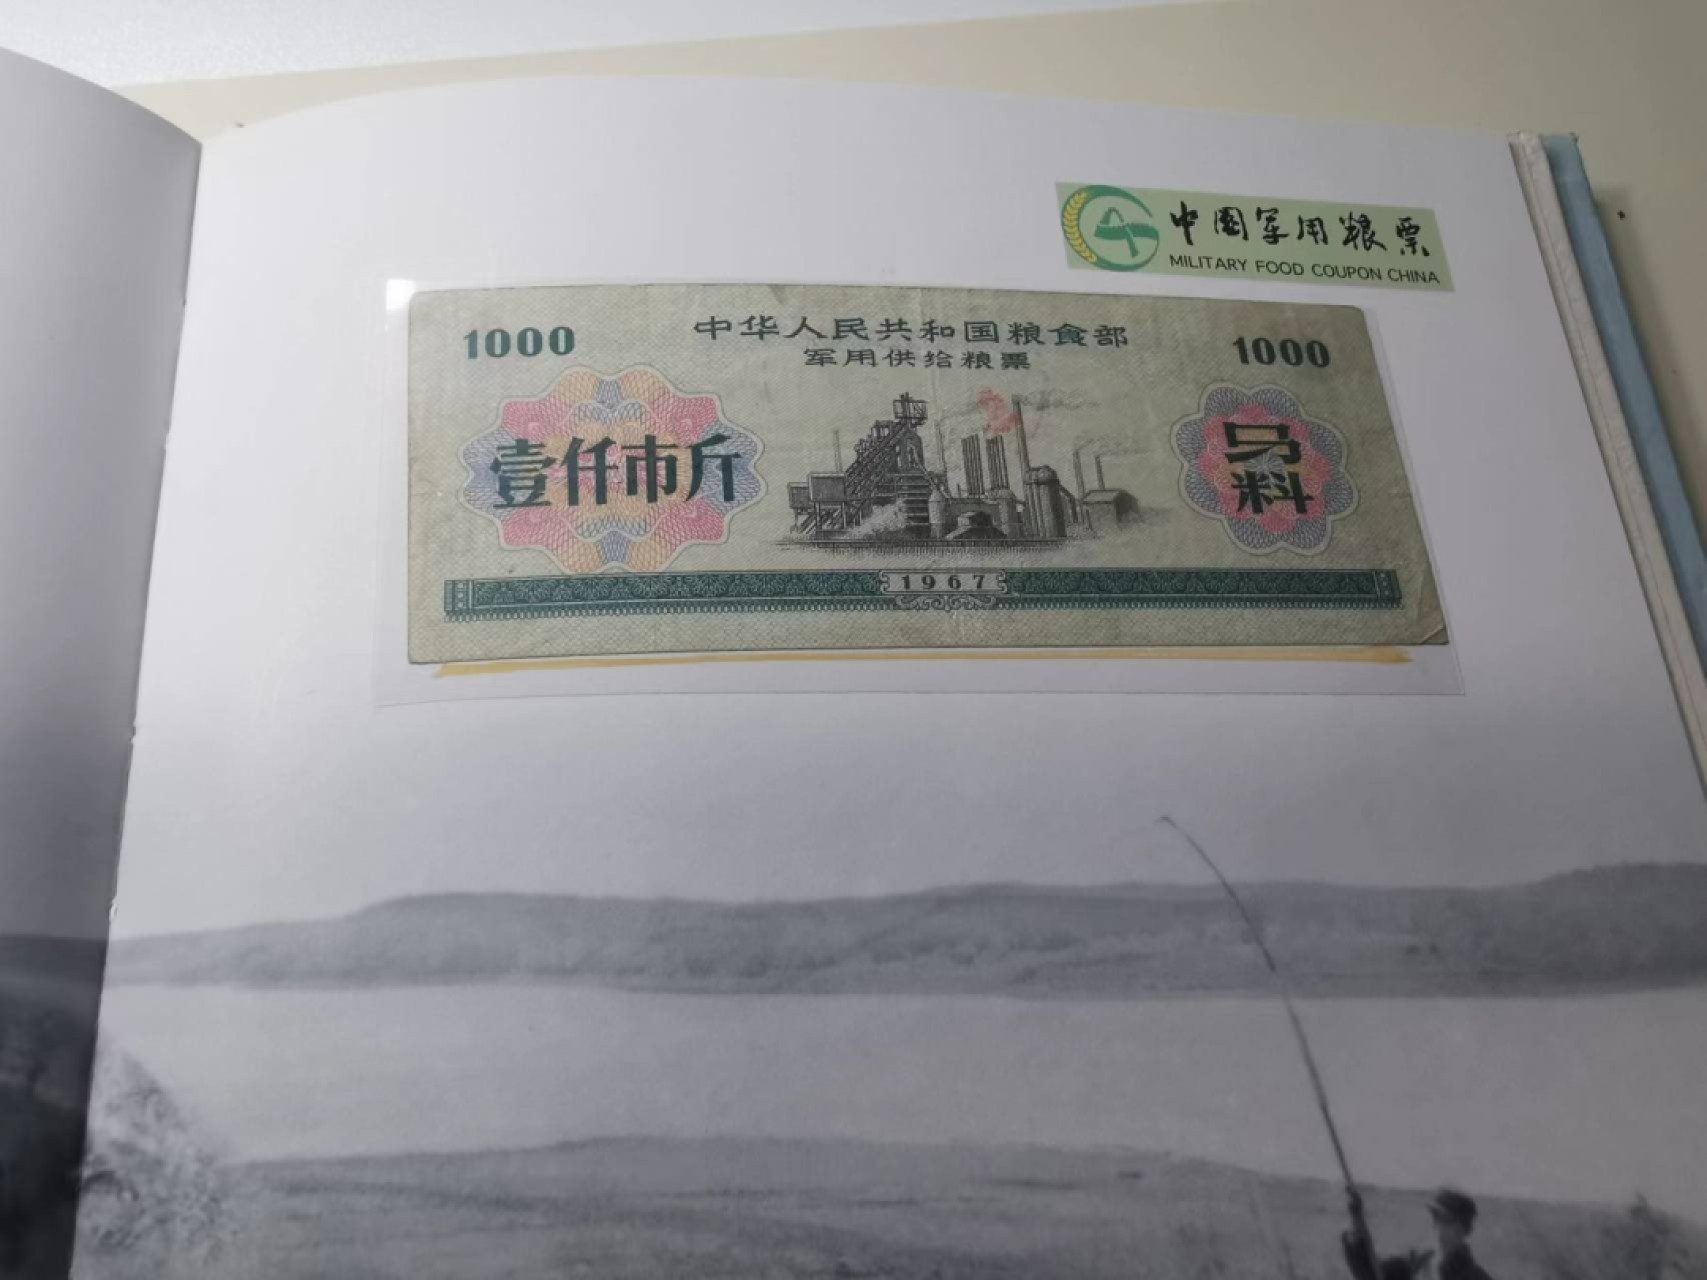 中国军用粮票
MILITARY FOOD COUPON CHINA
1000
中华人民共和国粮食部
1000
军用供给粮票
壹仟市斤
马料
1967